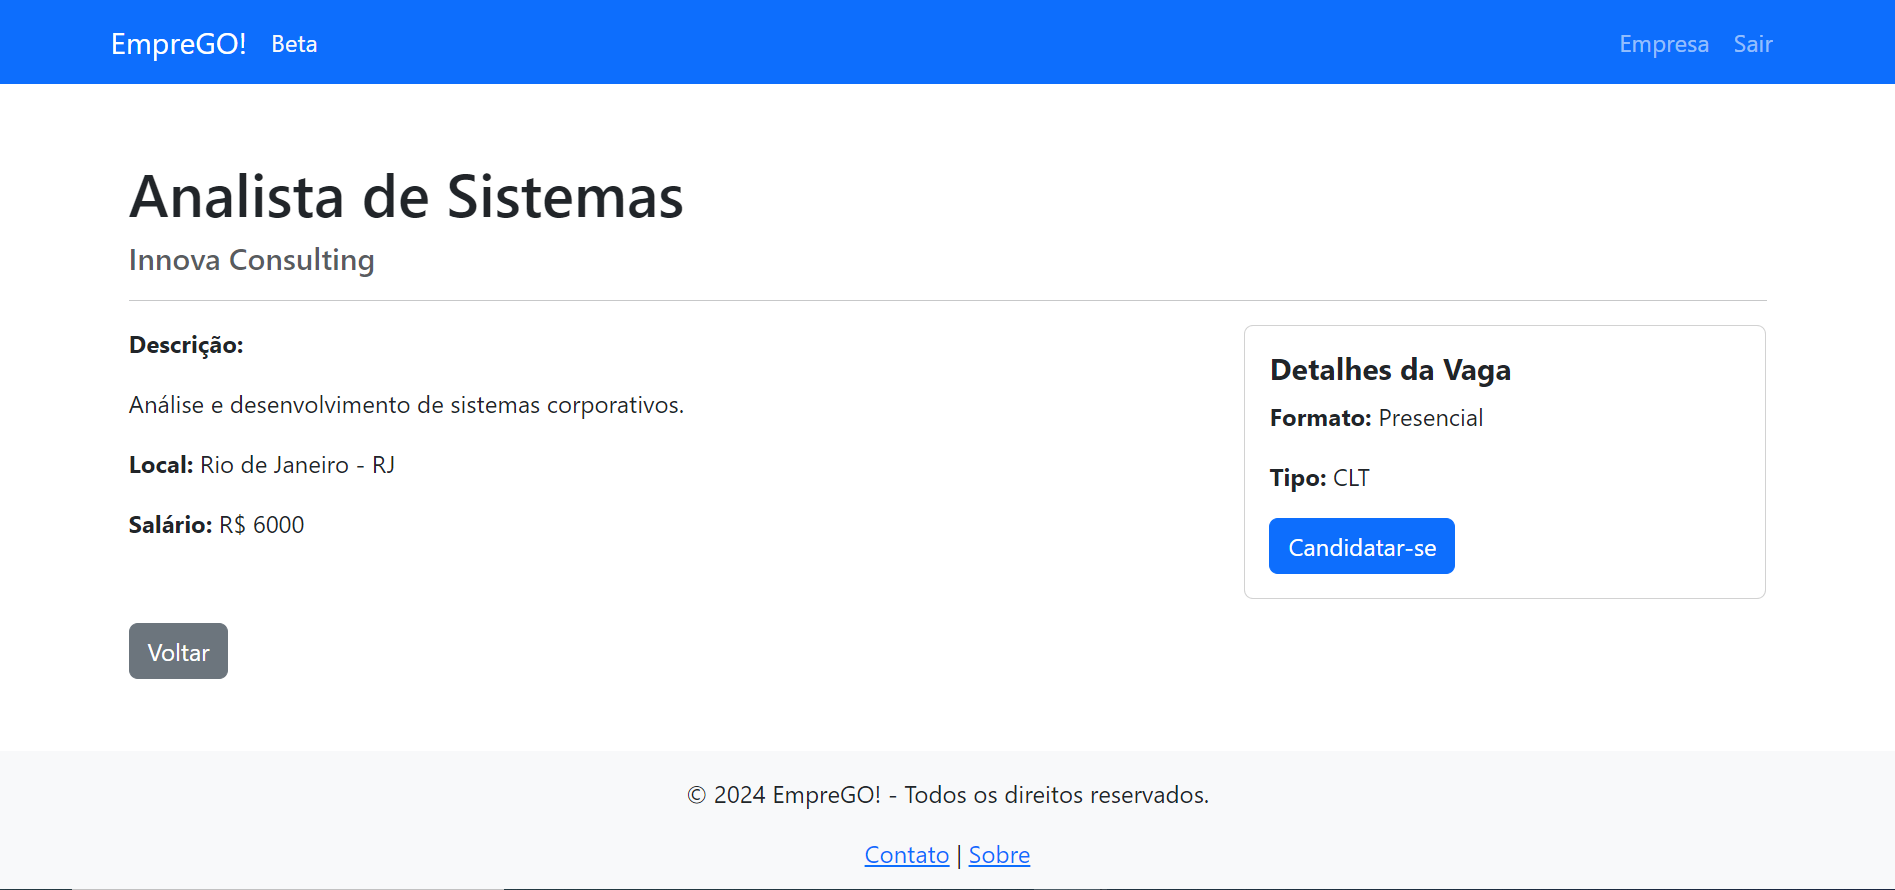 EmpreGO! Beta Empresa Sair
Analista de Sistemas
Innova Consulting
Descrição:
Análise e desenvolvimento de sistemas corporativos.
Local: Rio de Janeiro - RJ
Salário: R$ 6000
Detalhes da Vaga
Formato: Presencial
Tipo: CLT
Candidatar-se
Voltar
© 2024 EmpreGO! - Todos os direitos reservados.
Contato | Sobre